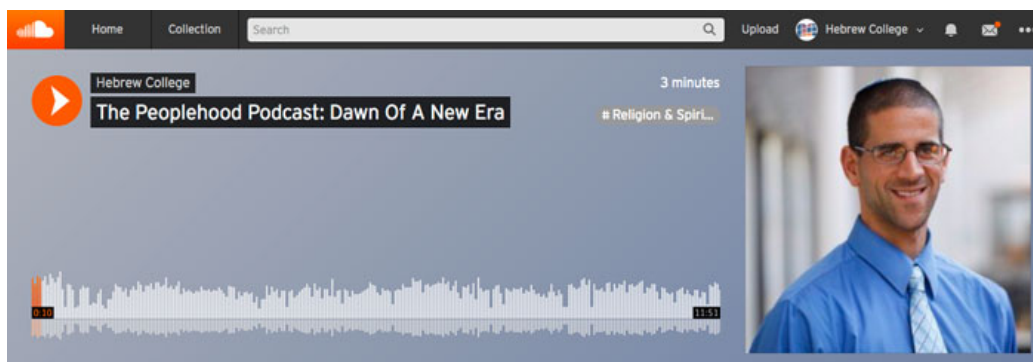 Home Collection Search Upload Hebrew College
Hebrew College
3 minutes
The Peoplehood Podcast: Dawn Of A New Era
# Religion & Spiri...
0:10
11:51